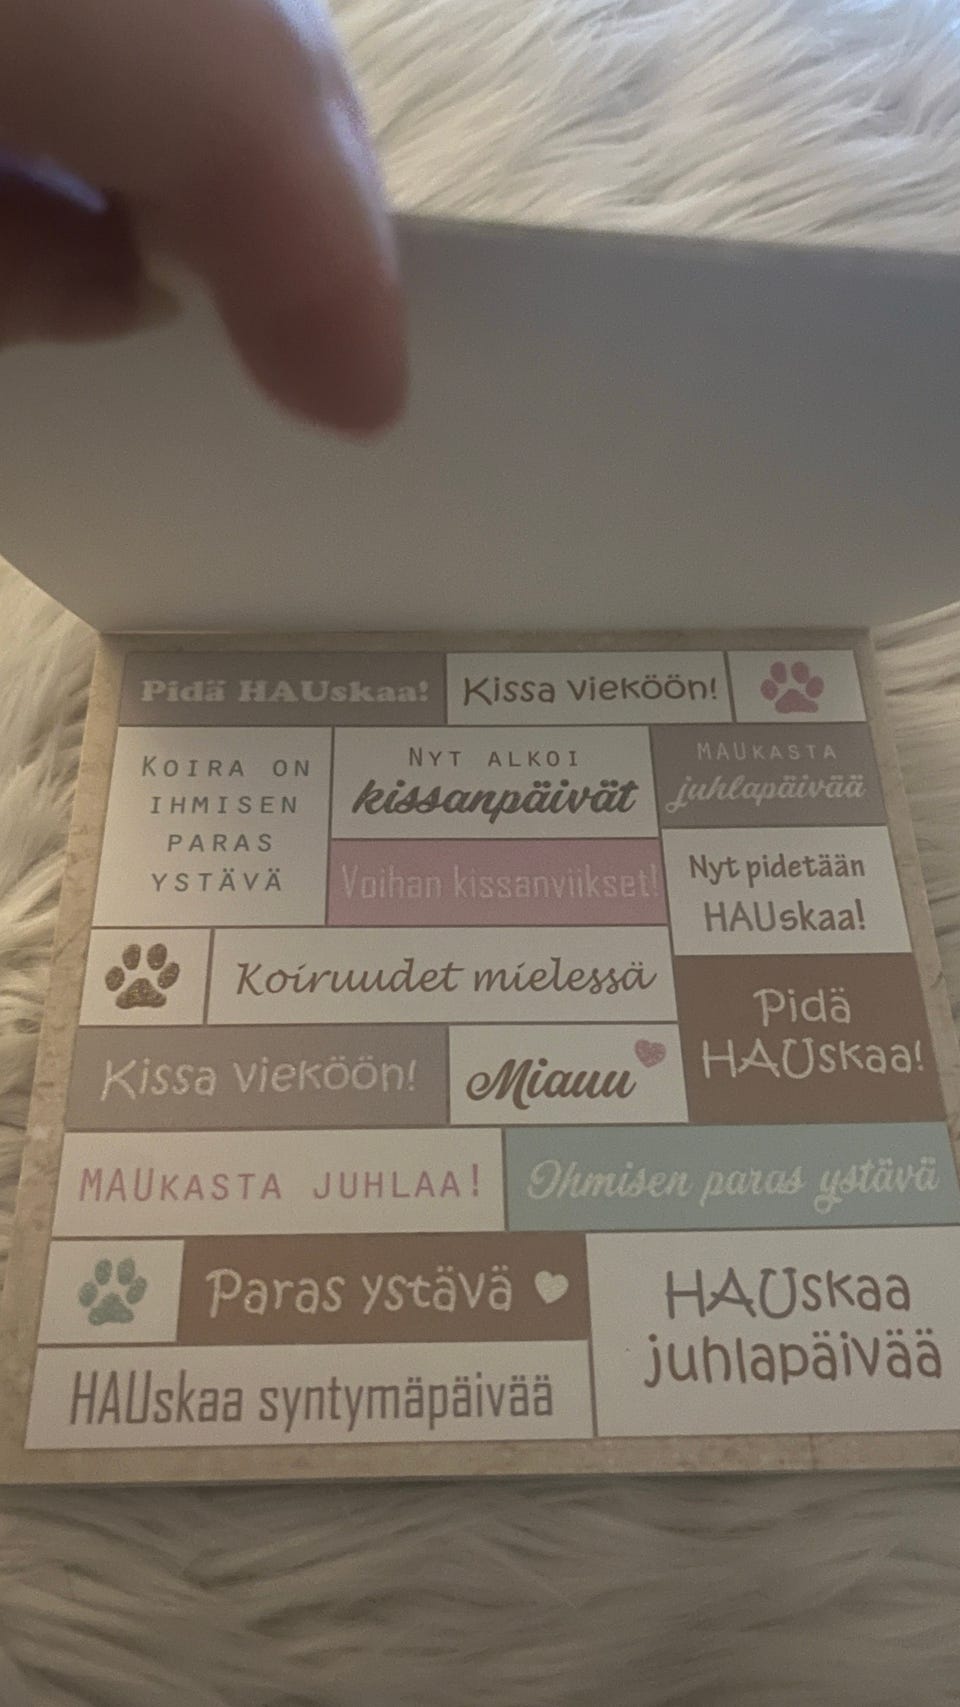 Pidä HAUskaa!
Kissa vieköön!
KOIRA ON
IHMISEN
PARAS
YSTÄVÄ
NYT ALKOI
kissanpäivät
MAUKASTA
juhlapäivää
Voihan kissanviikset!
Nyt pidetään
HAUskaa!
Koiruudet mielessä
Pidä
HAUskaa!
Kissa vieköön!
Miauu
MAUKASTA JUHLAA!
Ihmisen paras ystävä
Paras ystävä
HAUskaa
juhlapäivää
HAUskaa syntymäpäivää